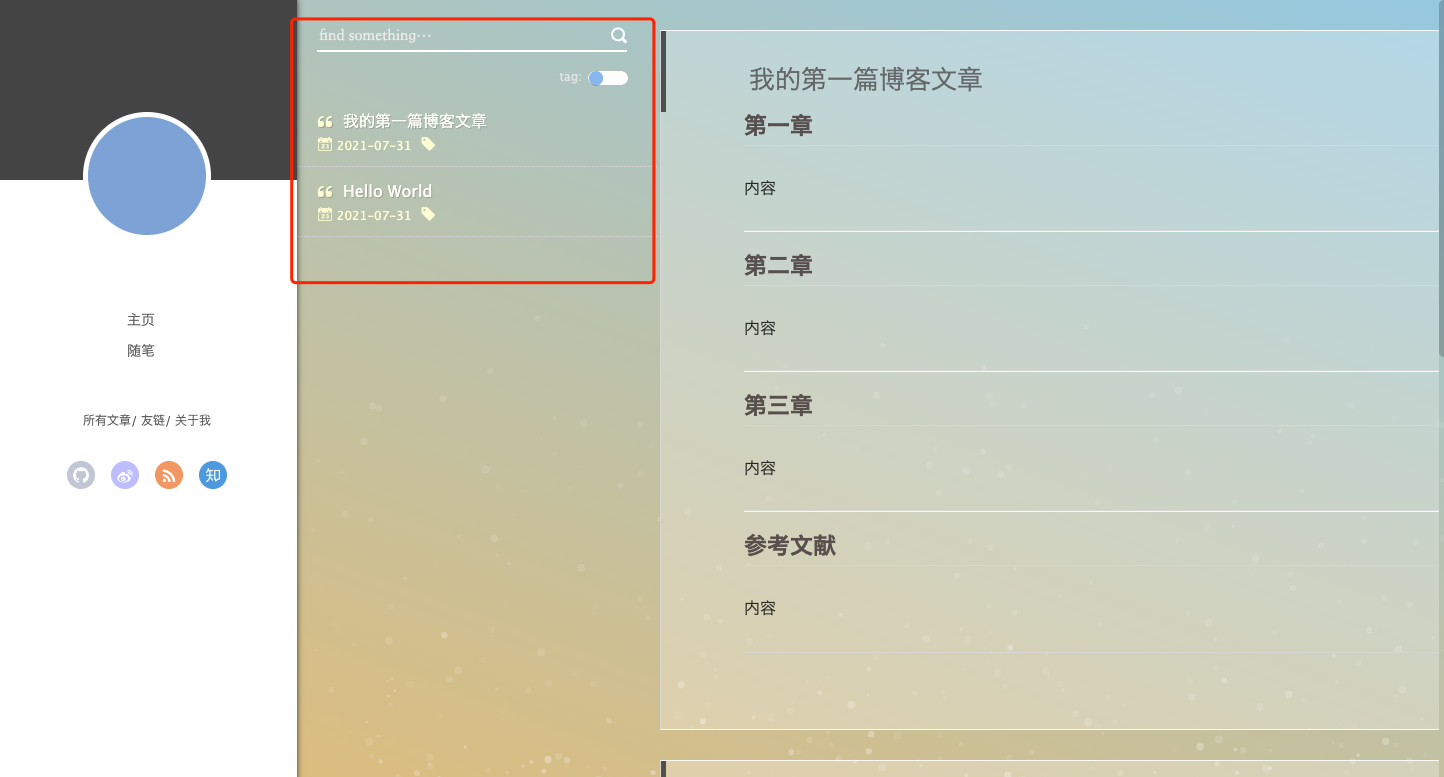 主页
随笔
所有文章/ 友链/ 关于我
知
find something…
tag:
我的第一篇博客文章
23 2021-07-31
Hello World
23 2021-07-31
我的第一篇博客文章
第一章
内容
第二章
内容
第三章
内容
参考文献
内容